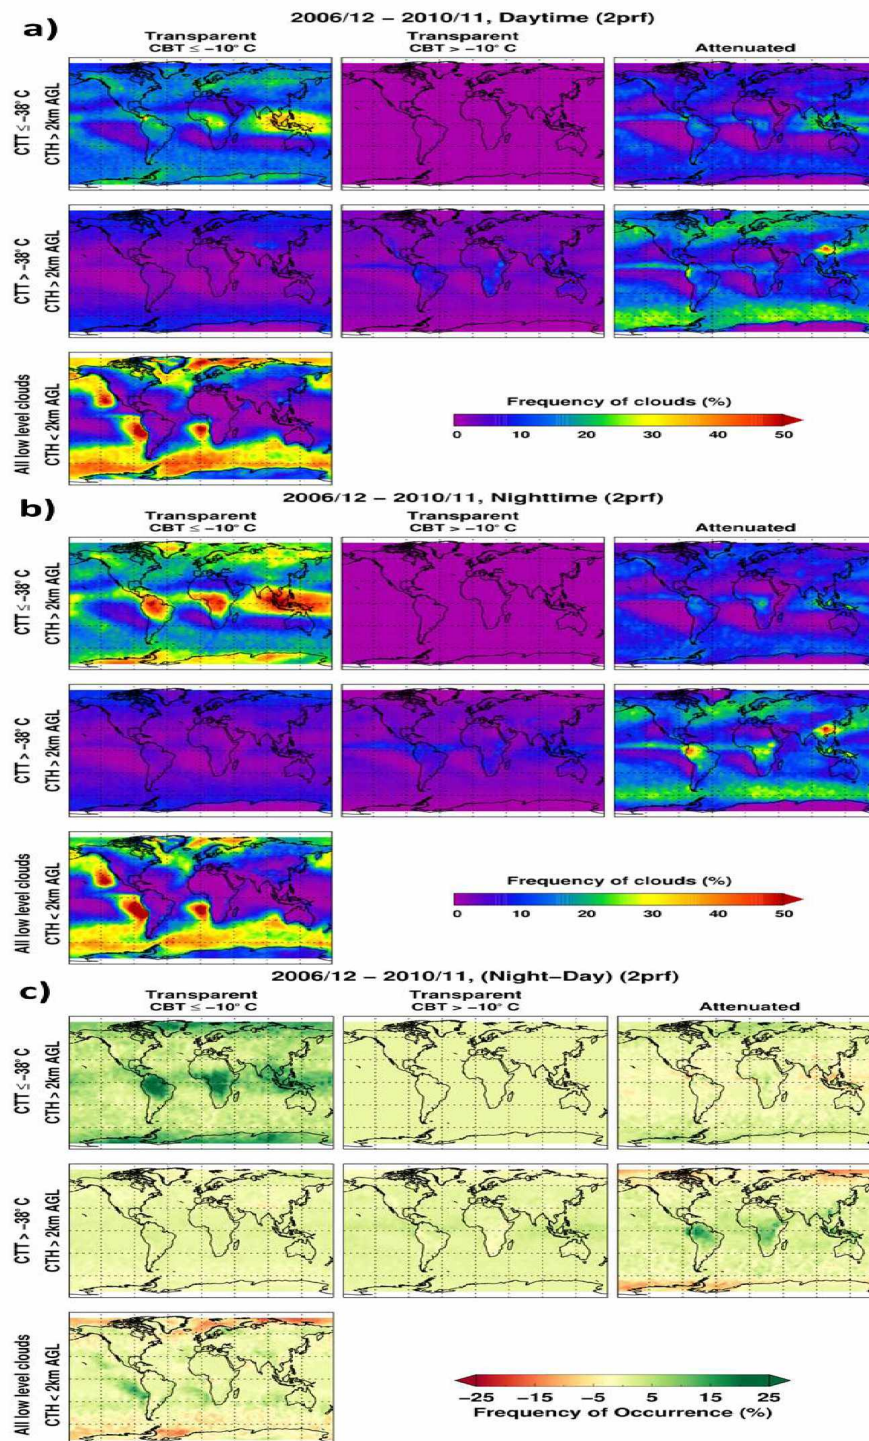 a)
2006/12 – 2010/11, Daytime (2prf)
Transparent
CBT ≤ −10° C
Transparent
CBT > −10° C
Attenuated
CTT ≤ −38° C
CTH > 2km AGL
CTT > −38° C
CTH > 2km AGL
All low level clouds
CTH < 2km AGL
Frequency of clouds (%)
0 10 20 30 40 50
b)
2006/12 – 2010/11, Nighttime (2prf)
Transparent
CBT ≤ −10° C
Transparent
CBT > −10° C
Attenuated
CTT ≤ −38° C
CTH > 2km AGL
CTT > −38° C
CTH > 2km AGL
All low level clouds
CTH < 2km AGL
Frequency of clouds (%)
0 10 20 30 40 50
c)
2006/12 – 2010/11, (Night−Day) (2prf)
Transparent
CBT ≤ −10° C
Transparent
CBT > −10° C
Attenuated
CTT ≤ −38° C
CTH > 2km AGL
CTT > −38° C
CTH > 2km AGL
All low level clouds
CTH < 2km AGL
−25 −15 −5 5 15 25
Frequency of Occurrence (%)